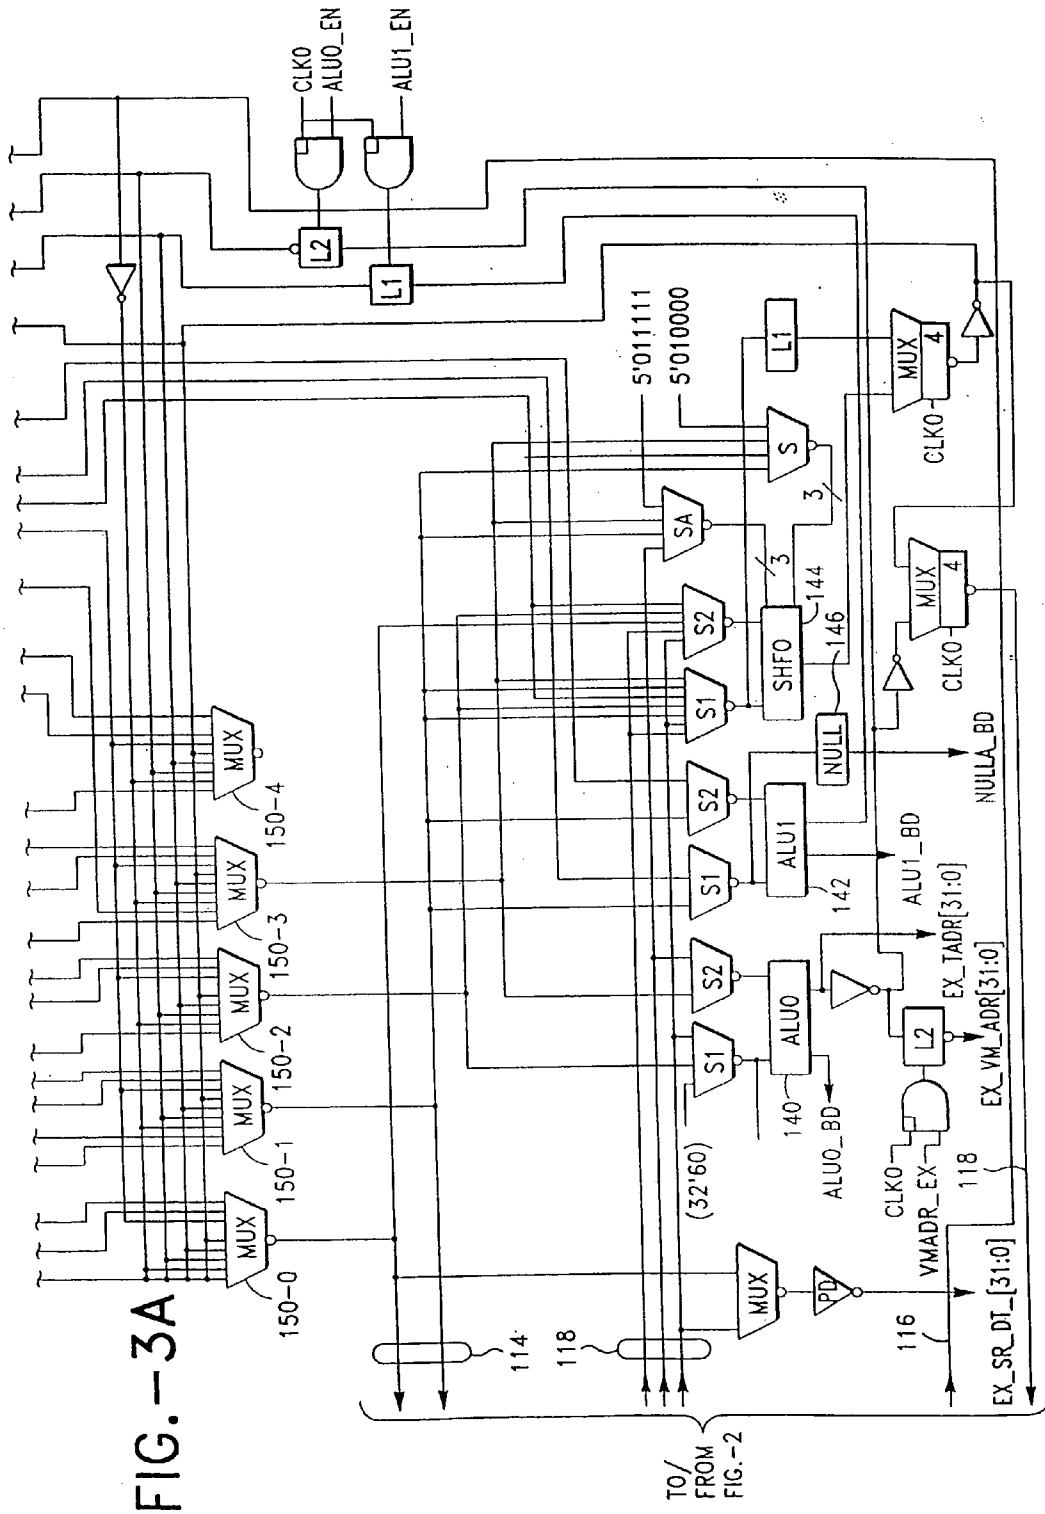 FIG.-3A
CLK0
ALU0_EN
ALU1_EN
L2
L1
MUX
150-0
MUX
150-1
MUX
150-2
MUX
150-3
MUX
150-4
5'011111
5'010000
L1
S
SA
3
3
S2
S1
S2
S1
S2
S1
SHFO
144
NULL
146
ALU1
142
ALU0
140
(32'60)
ALU0_BD
ALU1_BD
NULLA_BD
MUX
4
CLK0
MUX
4
CLK0
EX_TADR[31:0]
L2
EX_VM_ADR[31:0]
CLK0
VMADR_EX
MUX
PD
EX_SR_DT_[31:0]
114
118
116
118
TO/
FROM
FIG.-2